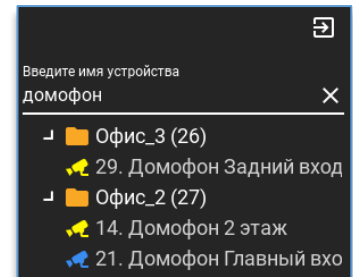 Введите имя устройства
домофон
Офис_3 (26)
29. Домофон Задний вход
Офис_2 (27)
14. Домофон 2 этаж
21. Домофон Главный вхо